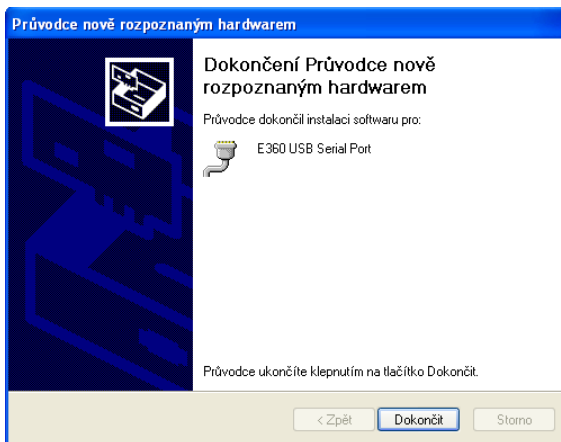 Průvodce nově rozpoznaným hardwarem
Dokončení Průvodce nově
rozpoznaným hardwarem
Průvodce dokončil instalaci softwaru pro:
E360 USB Serial Port
Průvodce ukončíte klepnutím na tlačítko Dokončit.
< Zpět Dokončit Storno